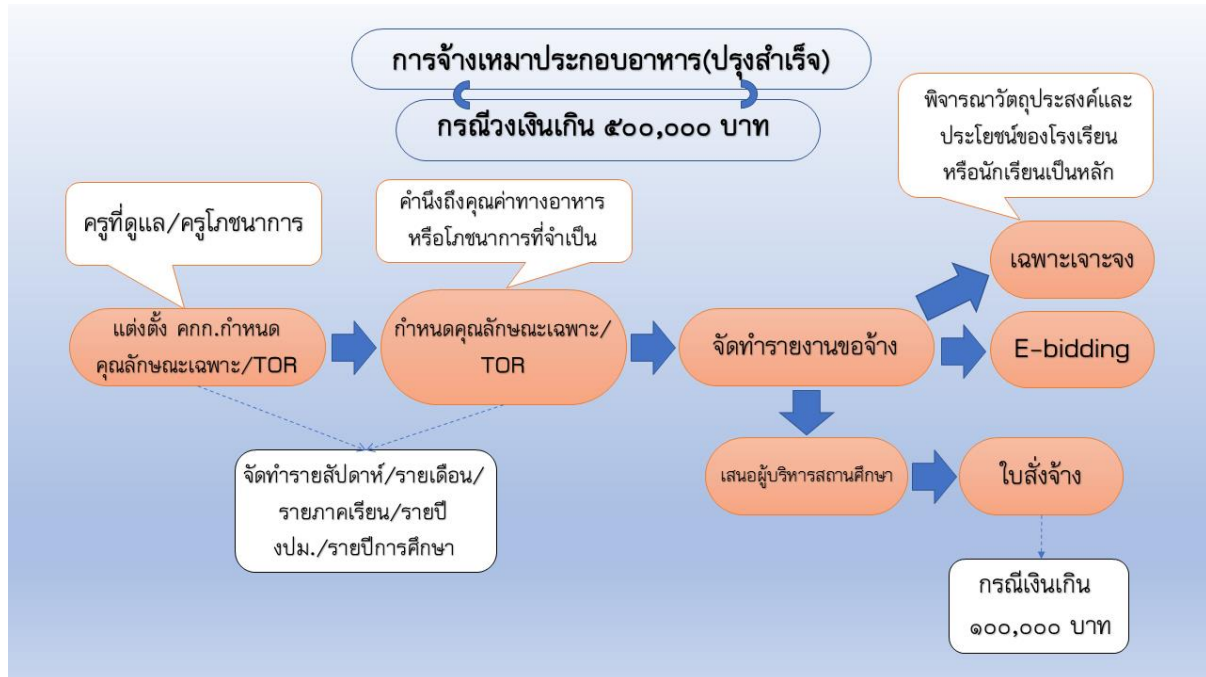 การจ้างเหมาประกอบอาหาร(ปรุงสำเร็จ)
กรณีวงเงินเกิน ๕๐๐,๐๐๐ บาท
พิจารณาวัตถุประสงค์และ
ประโยชน์ของโรงเรียน
หรือนักเรียนเป็นหลัก
ครูที่ดูแล/ครูโภชนาการ
คำนึงถึงคุณค่าทางอาหาร
หรือโภชนาการที่จำเป็น
แต่งตั้ง คกก.กำหนด
คุณลักษณะเฉพาะ/TOR
กำหนดคุณลักษณะเฉพาะ/
TOR
จัดทำรายงานขอจ้าง
เฉพาะเจาะจง
E-bidding
เสนอผู้บริหารสถานศึกษา
ใบสั่งจ้าง
จัดทำรายสัปดาห์/รายเดือน/
รายภาคเรียน/รายปี
งปม./รายปีการศึกษา
กรณีเงินเกิน
๑๐๐,๐๐๐ บาท